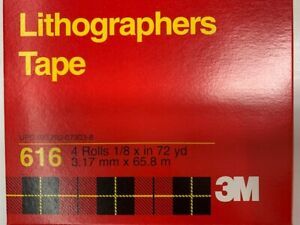 Lithographers
Tape
616
4 Rolls 1/8 x in 72 yd
3.17 mm x 65.8 m
3M